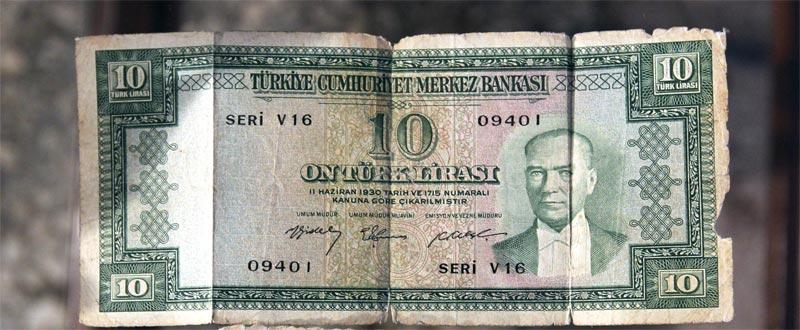 10
TÜRK LİRASI
TÜRKİYE CUMHURİYET MERKEZ BANKASI
10
TÜRK LİRASI
SERİ V16
10
09401
ON TÜRK LİRASI
11 HAZİRAN 1930 TARİH VE 1715 NUMARALI
KANUNA GÖRE ÇIKARILMIŞTIR
UMUM MÜDÜR UMUM MÜDÜR MUAVİNİ EMİSYON VE VEZNE MÜDÜRÜ
09401
SERİ V16
10
10